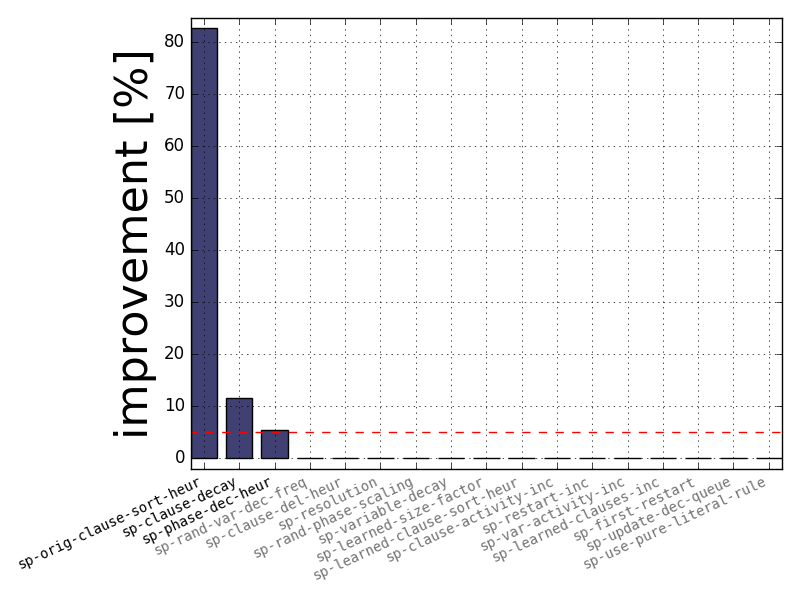 improvement [%]
80
70
60
50
40
30
20
10
0
sp-orig-clause-sort-heur
sp-clause-decay
sp-phase-dec-heur
sp-rand-var-dec-freq
sp-clause-del-heur
sp-resolution
sp-rand-phase-scaling
sp-variable-decay
sp-learned-size-factor
sp-learned-clause-sort-heur
sp-clause-activity-inc
sp-restart-inc
sp-var-activity-inc
sp-learned-clauses-inc
sp-first-restart
sp-update-dec-queue
sp-use-pure-literal-rule